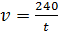 v = 240/t